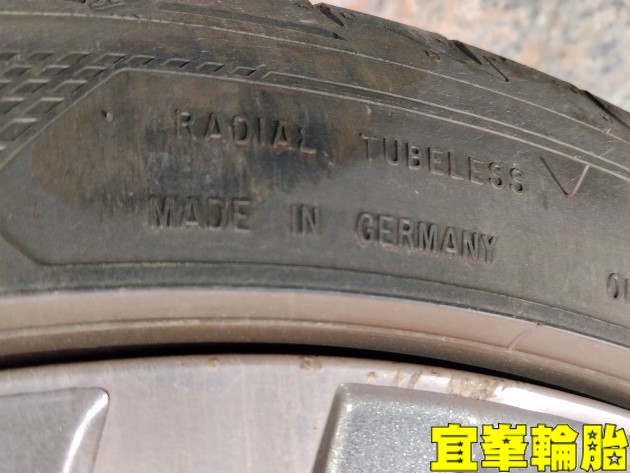 RADIAL TUBELESS
MADE IN GERMANY
宜峯輪胎